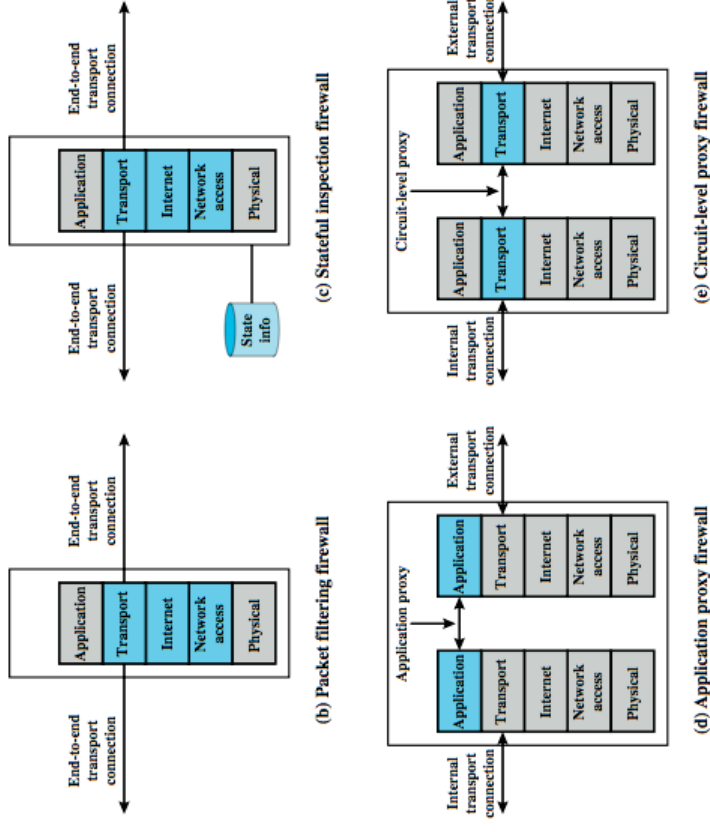 End-to-end
transport
connection
End-to-end
transport
connection
Application
Transport
Internet
Network
access
Physical
(b) Packet filtering firewall
End-to-end
transport
connection
End-to-end
transport
connection
Application
Transport
Internet
Network
access
Physical
State
info
(c) Stateful inspection firewall
Application proxy
Internal
transport
connection
Application
Transport
Internet
Network
access
Physical
Application
Transport
Internet
Network
access
Physical
External
transport
connection
(d) Application proxy firewall
Circuit-level proxy
Internal
transport
connection
Application
Transport
Internet
Network
access
Physical
Application
Transport
Internet
Network
access
Physical
External
transport
connection
(e) Circuit-level proxy firewall